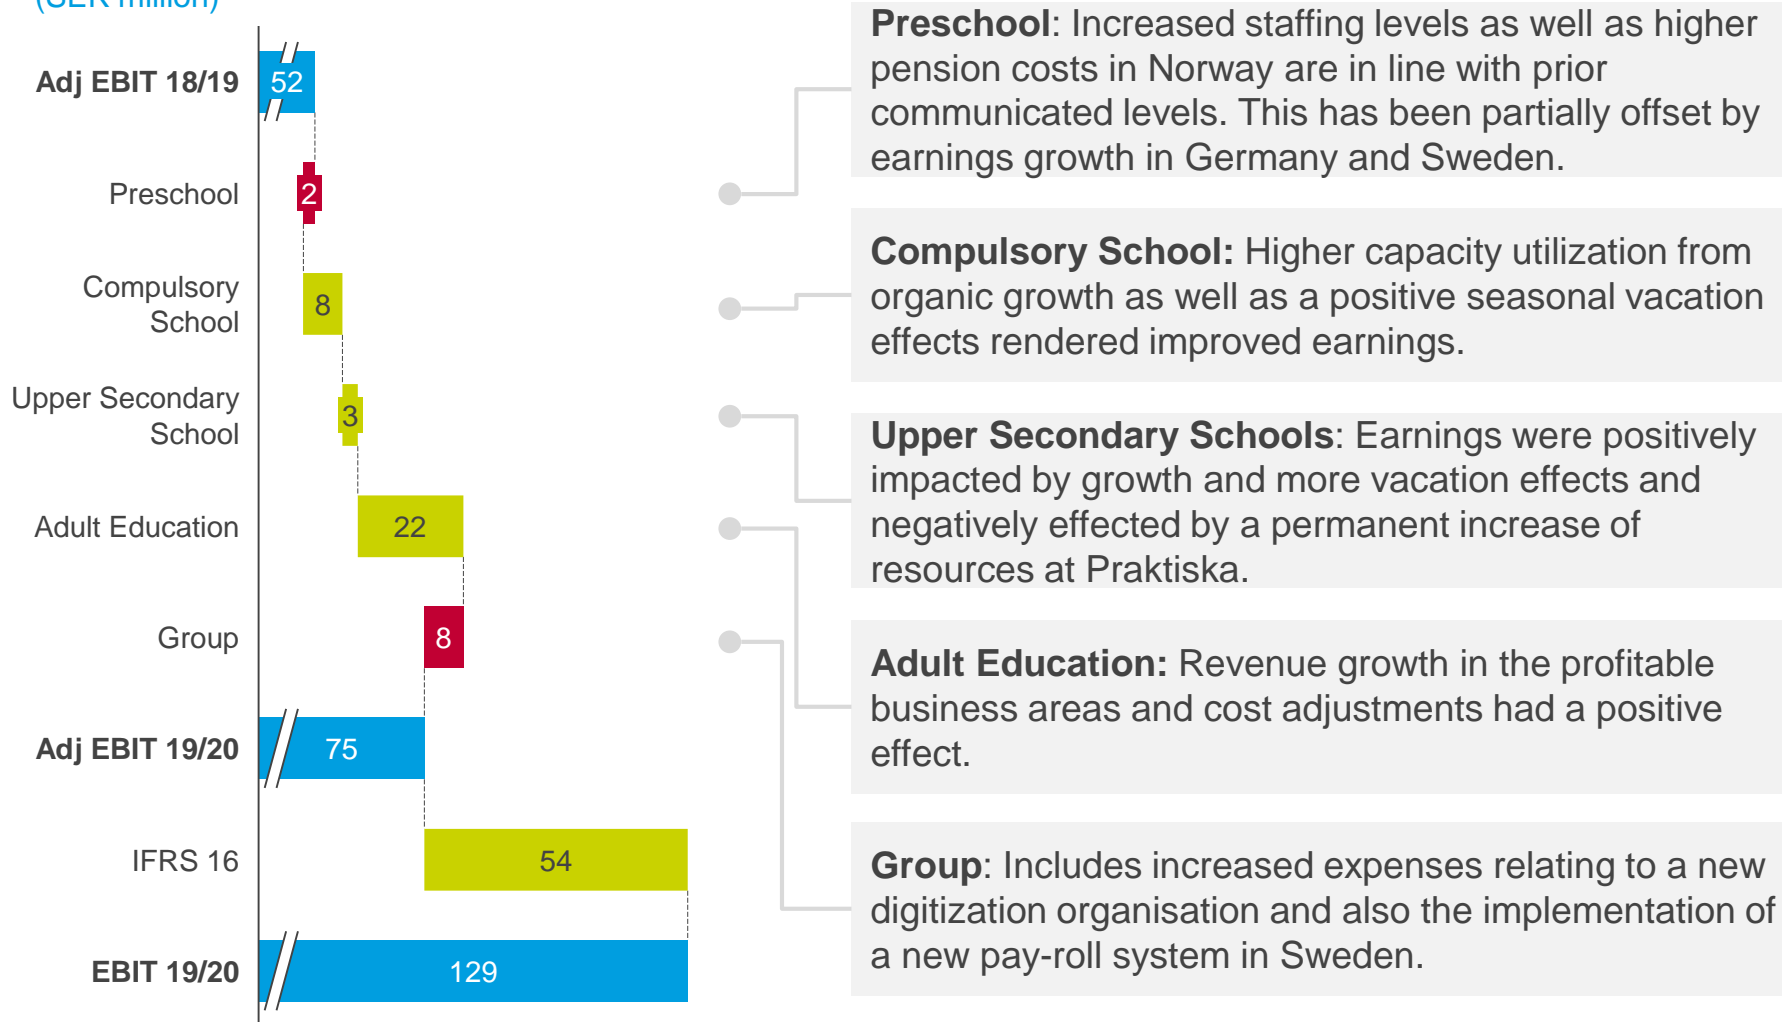 (SEK million)
Adj EBIT 18/19
52
Preschool
2
Compulsory
School
8
Upper Secondary
School
3
Adult Education
22
Group
8
Adj EBIT 19/20
75
IFRS 16
54
EBIT 19/20
129
Preschool: Increased staffing levels as well as higher
pension costs in Norway are in line with prior
communicated levels. This has been partially offset by
earnings growth in Germany and Sweden.
Compulsory School: Higher capacity utilization from
organic growth as well as a positive seasonal vacation
effects rendered improved earnings.
Upper Secondary Schools: Earnings were positively
impacted by growth and more vacation effects and
negatively effected by a permanent increase of
resources at Praktiska.
Adult Education: Revenue growth in the profitable
business areas and cost adjustments had a positive
effect.
Group: Includes increased expenses relating to a new
digitization organisation and also the implementation of
a new pay-roll system in Sweden.